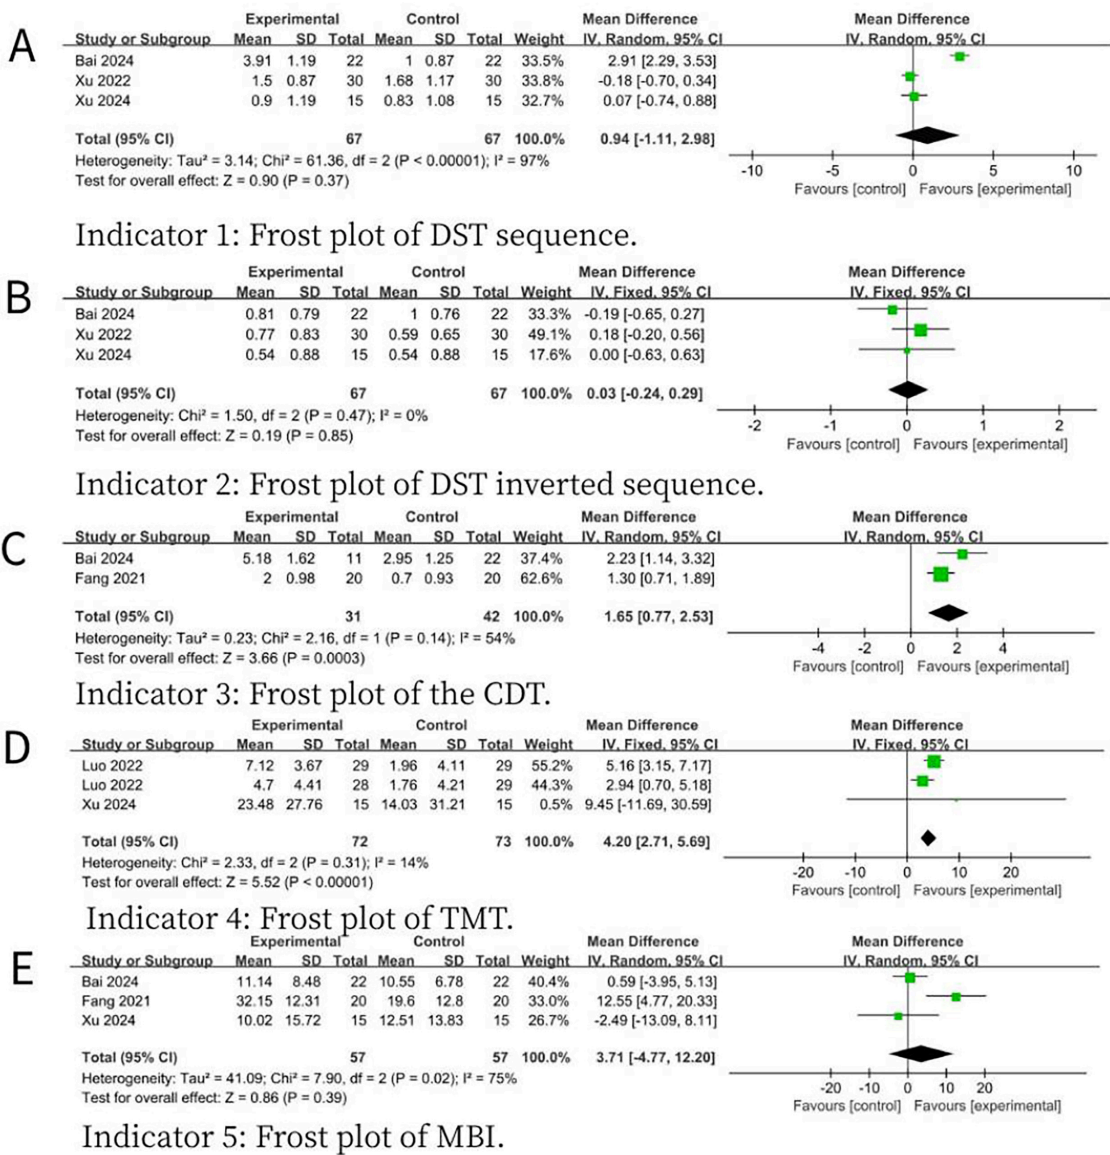 A
Experimental Control Mean Difference Mean Difference
Study or Subgroup Mean SD Total Mean SD Total Weight IV, Random, 95% CI IV, Random, 95% CI
Bai 2024 3.91 1.19 22 1 0.87 22 33.5% 2.91 [2.29, 3.53]
Xu 2022 1.5 0.87 30 1.68 1.17 30 33.8% -0.18 [-0.70, 0.34]
Xu 2024 0.9 1.19 15 0.83 1.08 15 32.7% 0.07 [-0.74, 0.88]
Total (95% CI) 67 67 100.0% 0.94 [-1.11, 2.98]
Heterogeneity: Tau² = 3.14; Chi² = 61.36, df = 2 (P < 0.00001); I² = 97%
Test for overall effect: Z = 0.90 (P = 0.37)
-10 -5 0 5 10
Favours [control] Favours [experimental]
Indicator 1: Frost plot of DST sequence.
B
Experimental Control Mean Difference Mean Difference
Study or Subgroup Mean SD Total Mean SD Total Weight IV, Fixed, 95% CI IV, Fixed, 95% CI
Bai 2024 0.81 0.79 22 1 0.76 22 33.3% -0.19 [-0.65, 0.27]
Xu 2022 0.77 0.83 30 0.59 0.65 30 49.1% 0.18 [-0.20, 0.56]
Xu 2024 0.54 0.88 15 0.54 0.88 15 17.6% 0.00 [-0.63, 0.63]
Total (95% CI) 67 67 100.0% 0.03 [-0.24, 0.29]
Heterogeneity: Chi² = 1.50, df = 2 (P = 0.47); I² = 0%
Test for overall effect: Z = 0.19 (P = 0.85)
-2 -1 0 1 2
Favours [control] Favours [experimental]
Indicator 2: Frost plot of DST inverted sequence.
C
Experimental Control Mean Difference Mean Difference
Study or Subgroup Mean SD Total Mean SD Total Weight IV, Random, 95% CI IV, Random, 95% CI
Bai 2024 5.18 1.62 11 2.95 1.25 22 37.4% 2.23 [1.14, 3.32]
Fang 2021 2 0.98 20 0.7 0.93 20 62.6% 1.30 [0.71, 1.89]
Total (95% CI) 31 42 100.0% 1.65 [0.77, 2.53]
Heterogeneity: Tau² = 0.23; Chi² = 2.16, df = 1 (P = 0.14); I² = 54%
Test for overall effect: Z = 3.66 (P = 0.0003)
-4 -2 0 2 4
Favours [control] Favours [experimental]
Indicator 3: Frost plot of the CDT.
D
Experimental Control Mean Difference Mean Difference
Study or Subgroup Mean SD Total Mean SD Total Weight IV, Fixed, 95% CI IV, Fixed, 95% CI
Luo 2022 7.12 3.67 29 1.96 4.11 29 55.2% 5.16 [3.15, 7.17]
Luo 2022 4.7 4.41 28 1.76 4.21 29 44.3% 2.94 [0.70, 5.18]
Xu 2024 23.48 27.76 15 14.03 31.21 15 0.5% 9.45 [-11.69, 30.59]
Total (95% CI) 72 73 100.0% 4.20 [2.71, 5.69]
Heterogeneity: Chi² = 2.33, df = 2 (P = 0.31); I² = 14%
Test for overall effect: Z = 5.52 (P < 0.00001)
-20 -10 0 10 20
Favours [control] Favours [experimental]
Indicator 4: Frost plot of TMT.
E
Experimental Control Mean Difference Mean Difference
Study or Subgroup Mean SD Total Mean SD Total Weight IV, Random, 95% CI IV, Random, 95% CI
Bai 2024 11.14 8.48 22 10.55 6.78 22 40.4% 0.59 [-3.95, 5.13]
Fang 2021 32.15 12.31 20 19.6 12.8 20 33.0% 12.55 [4.77, 20.33]
Xu 2024 10.02 15.72 15 12.51 13.83 15 26.7% -2.49 [-13.09, 8.11]
Total (95% CI) 57 57 100.0% 3.71 [-4.77, 12.20]
Heterogeneity: Tau² = 41.09; Chi² = 7.90, df = 2 (P = 0.02); I² = 75%
Test for overall effect: Z = 0.86 (P = 0.39)
-20 -10 0 10 20
Favours [control] Favours [experimental]
Indicator 5: Frost plot of MBI.